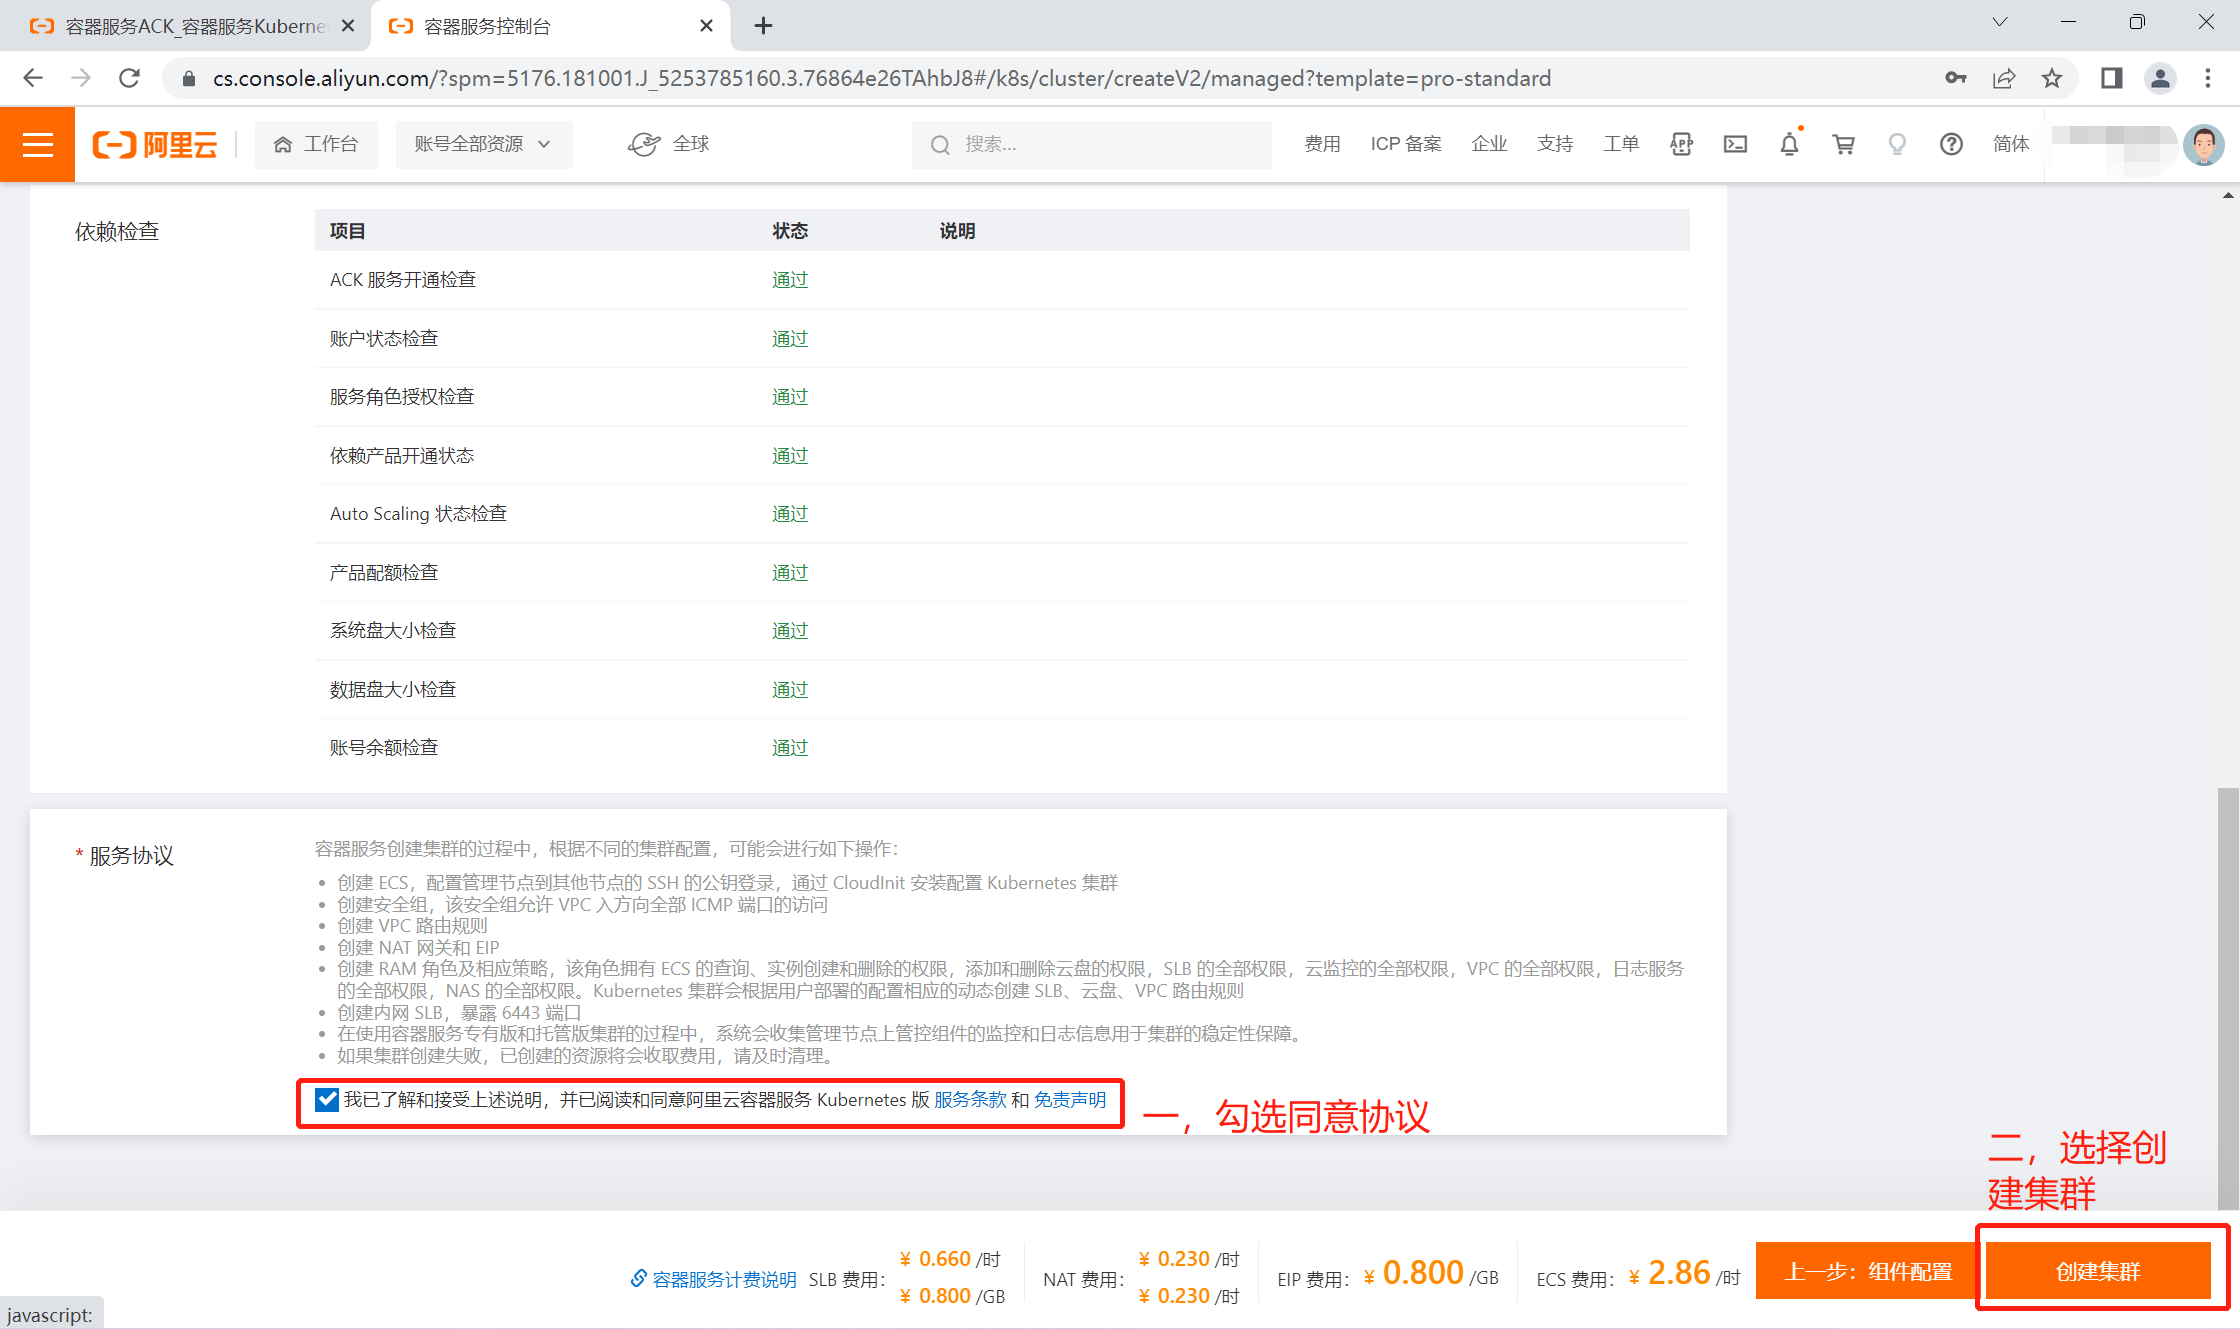 容器服务ACK_容器服务Kuberne
容器服务控制台
cs.console.aliyun.com/?spm=5176.181001.J_5253785160.3.76864e26TAhbJ8#/k8s/cluster/createV2/managed?template=pro-standard
阿里云
工作台
账号全部资源
全球
搜索...
费用
ICP 备案
企业
支持
工单
APP
简体
依赖检查
项目 状态 说明
ACK 服务开通检查 通过
账户状态检查 通过
服务角色授权检查 通过
依赖产品开通状态 通过
Auto Scaling 状态检查 通过
产品配额检查 通过
系统盘大小检查 通过
数据盘大小检查 通过
账号余额检查 通过
* 服务协议
容器服务创建集群的过程中，根据不同的集群配置，可能会进行如下操作：
• 创建 ECS，配置管理节点到其他节点的 SSH 的公钥登录，通过 CloudInit 安装配置 Kubernetes 集群
• 创建安全组，该安全组允许 VPC 入方向全部 ICMP 端口的访问
• 创建 VPC 路由规则
• 创建 NAT 网关和 EIP
• 创建 RAM 角色及相应策略，该角色拥有 ECS 的查询、实例创建和删除的权限，添加和删除云盘的权限，SLB 的全部权限，云监控的全部权限，VPC 的全部权限，日志服务
的全部权限，NAS 的全部权限。Kubernetes 集群会根据用户部署的配置相应的动态创建 SLB、云盘、VPC 路由规则
• 创建内网 SLB，暴露 6443 端口
• 在使用容器服务专有版和托管版集群的过程中，系统会收集管理节点上管控组件的监控和日志信息用于集群的稳定性保障。
• 如果集群创建失败，已创建的资源将会收取费用，请及时清理。
我已了解和接受上述说明，并已阅读和同意阿里云容器服务 Kubernetes 版 服务条款 和 免责声明
一，勾选同意协议
二，选择创
建集群
容器服务计费说明
SLB 费用：
¥ 0.660 /时
¥ 0.800 /GB
NAT 费用：
¥ 0.230 /时
¥ 0.230 /时
EIP 费用： ¥ 0.800 /GB
ECS 费用： ¥ 2.86 /时
上一步：组件配置
创建集群
javascript: